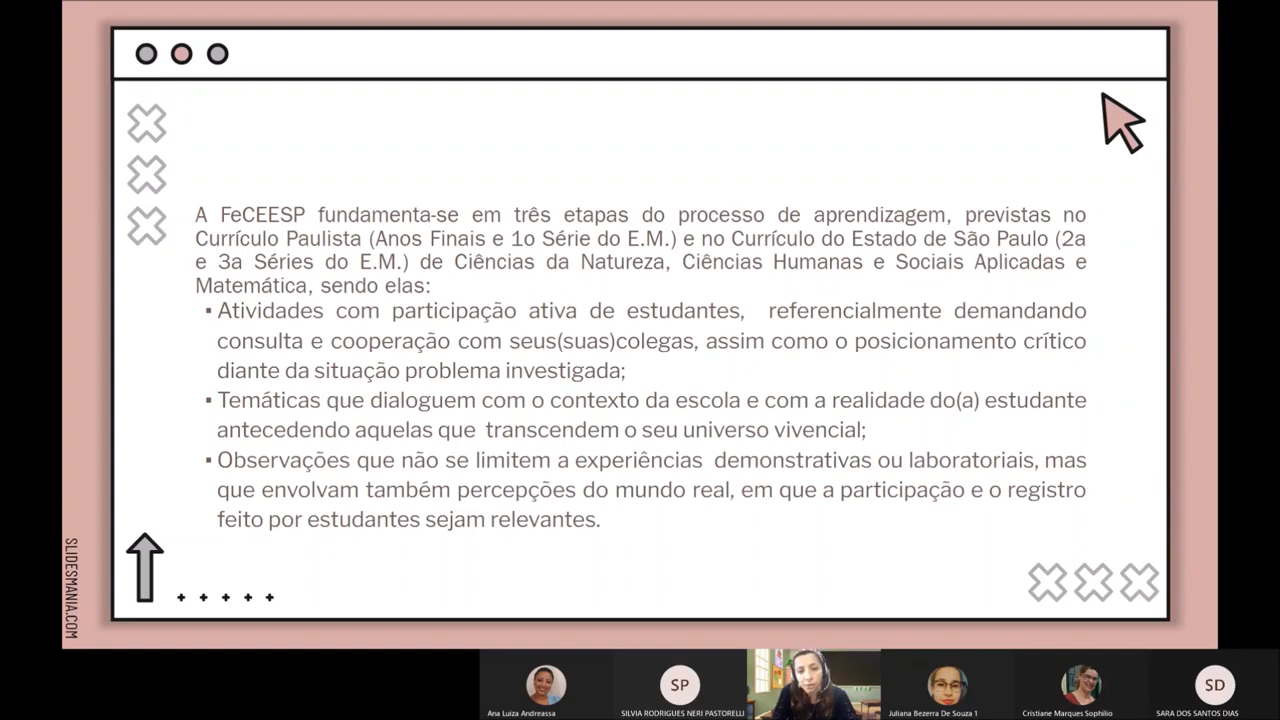 A FeCEESP fundamenta-se em três etapas do processo de aprendizagem, previstas no
Currículo Paulista (Anos Finais e 1o Série do E.M.) e no Currículo do Estado de São Paulo (2a
e 3a Séries do E.M.) de Ciências da Natureza, Ciências Humanas e Sociais Aplicadas e
Matemática, sendo elas:
▪ Atividades com participação ativa de estudantes, referencialmente demandando
consulta e cooperação com seus(suas)colegas, assim como o posicionamento crítico
diante da situação problema investigada;
▪ Temáticas que dialoguem com o contexto da escola e com a realidade do(a) estudante
antecedendo aquelas que transcendem o seu universo vivencial;
▪ Observações que não se limitem a experiências demonstrativas ou laboratoriais, mas
que envolvam também percepções do mundo real, em que a participação e o registro
feito por estudantes sejam relevantes.
SLIDESMANIA.COM
SP
SD
Ana Luiza Andreassa
SILVIA RODRIGUES NERI PASTORELLI
Juliana Bezerra De Souza 1
Cristiane Marques Sophilio
SARA DOS SANTOS DIAS